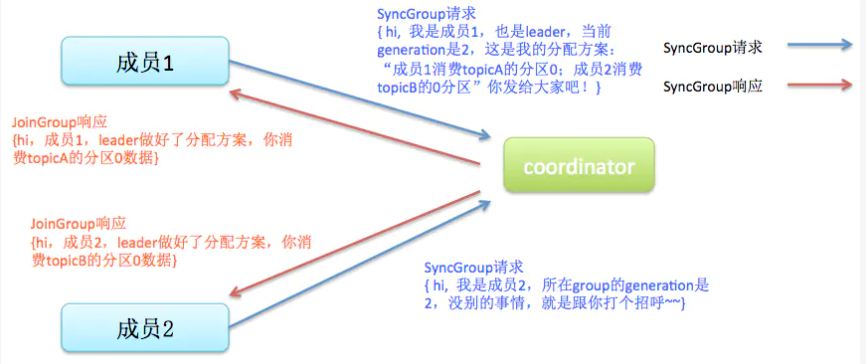 SyncGroup请求
{ hi, 我是成员1，也是leader，当前
generation是2，这是我的分配方案：
“成员1消费topicA的分区0；成员2消费
topicB的0分区”你发给大家吧！}
SyncGroup请求
SyncGroup响应
成员1
JoinGroup响应
{hi，成员1，leader做好了分配方案，你消
费topicA的分区0数据}
coordinator
JoinGroup响应
{hi，成员2，leader做好了分配方案，你消
费topicB的分区0数据}
SyncGroup请求
{ hi, 我是成员2，所在group的generation是
2，没别的事情，就是跟你打个招呼~~}
成员2